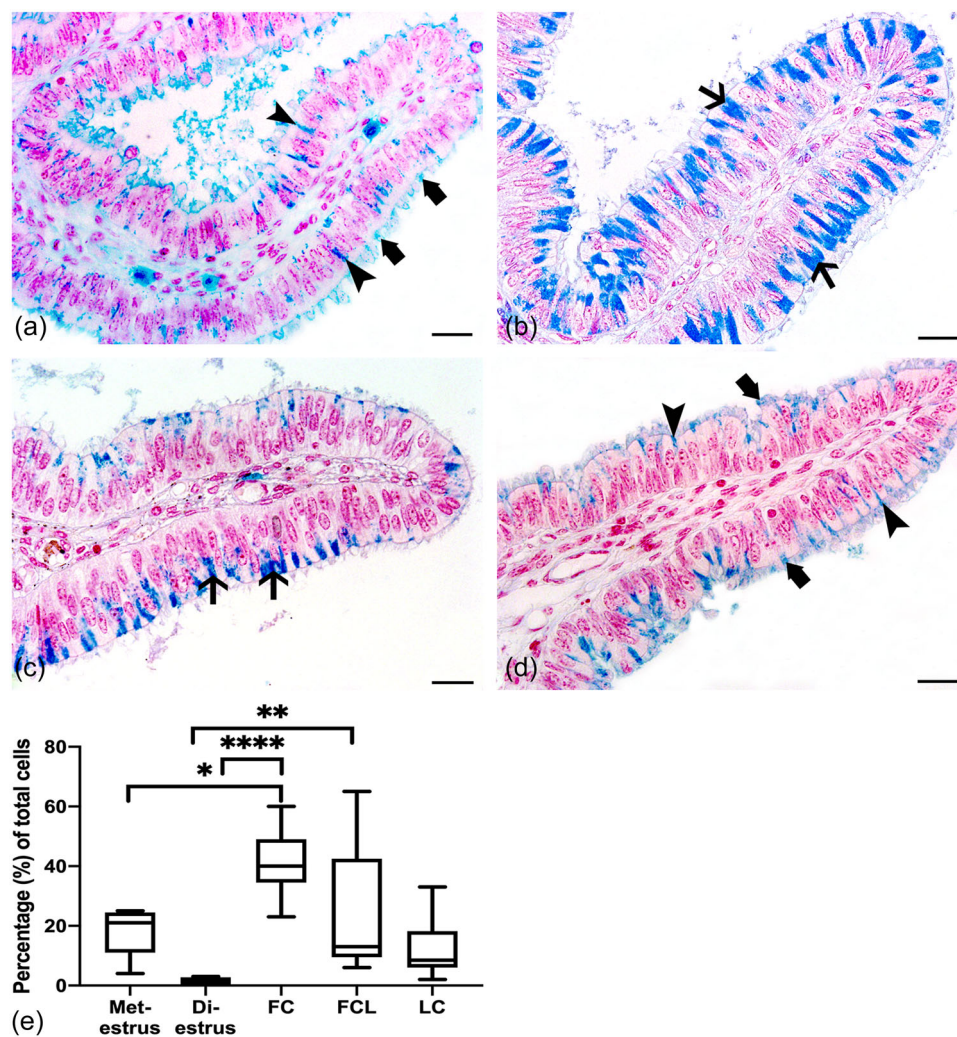 (a)
(b)
(c)
(d)
**
****
*
Percentage (%) of total cells
80
60
40
20
0
Met-
estrus
Di-
estrus
FC
FCL
LC
(e)